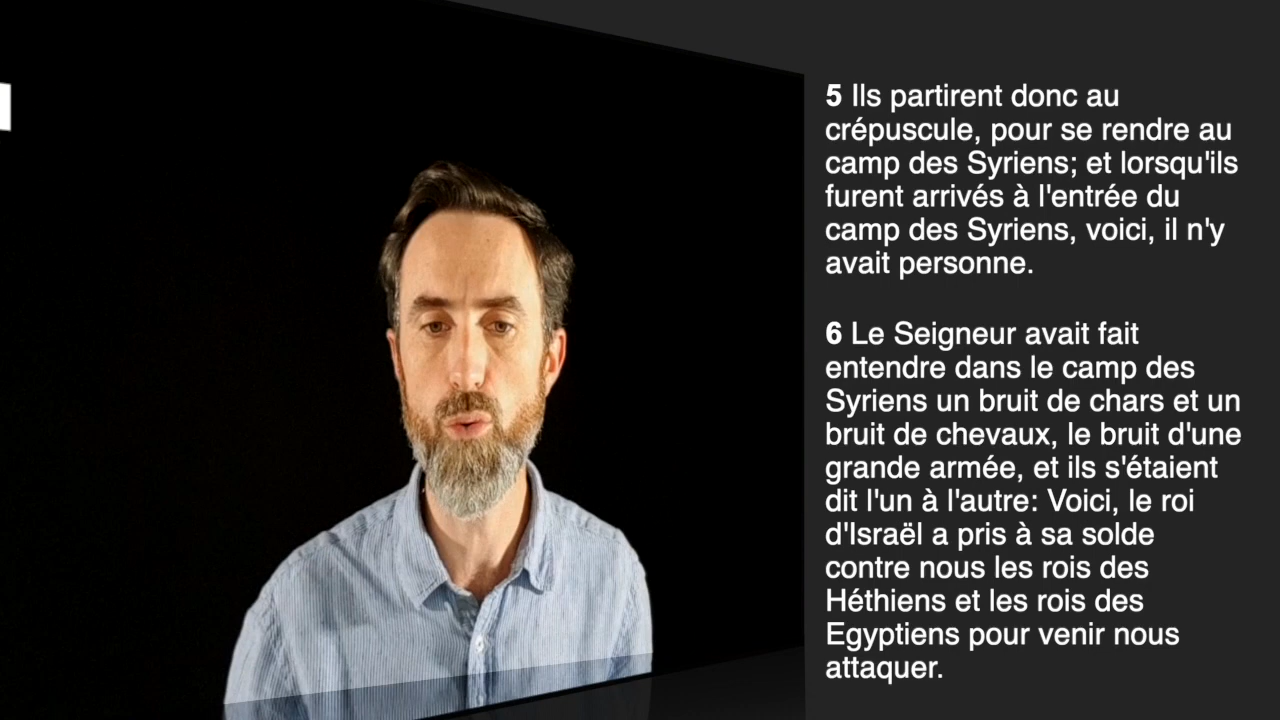 5 Ils partirent donc au
crépuscule, pour se rendre au
camp des Syriens; et lorsqu'ils
furent arrivés à l'entrée du
camp des Syriens, voici, il n'y
avait personne.
6 Le Seigneur avait fait
entendre dans le camp des
Syriens un bruit de chars et un
bruit de chevaux, le bruit d'une
grande armée, et ils s'étaient
dit l'un à l'autre: Voici, le roi
d'Israël a pris à sa solde
contre nous les rois des
Héthiens et les rois des
Egyptiens pour venir nous
attaquer.